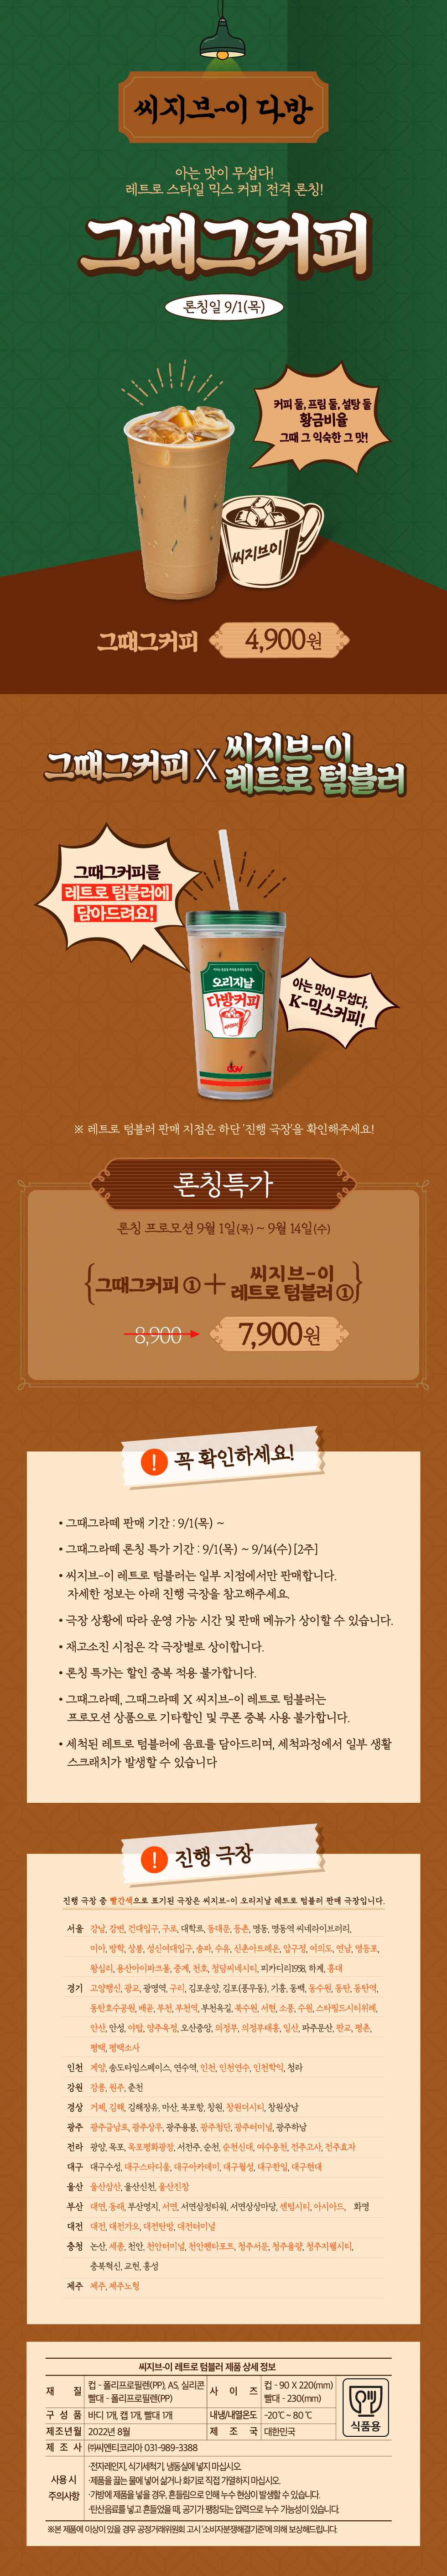 씨지브-이 다방
아는 맛이 무섭다!
레트로 스타일 믹스 커피 전격 론칭!
그때그커피
론칭일 9/1(목)
커피 둘, 프림 둘, 설탕 둘
황금비율
그때 그 익숙한 그 맛!
씨지브이
그때그커피 4,900원
그때그커피 X 씨지브-이
레트로 텀블러
그때그커피를
레트로 텀블러에
담아드려요!
오리지날
다방커피
씨지브이
CGV
아는 맛이 무섭다,
K-믹스커피!
※ 레트로 텀블러 판매 지점은 하단 '진행 극장'을 확인해주세요!
론칭특가
론칭 프로모션 9월 1일(목) ~ 9월 14일(수)
{그때그커피 ① + 씨지브-이
레트로 텀블러 ①}
8,900 7,900원
! 꼭 확인하세요!
• 그때그라떼 판매 기간 : 9/1(목) ~
• 그때그라떼 론칭 특가 기간 : 9/1(목) ~ 9/14(수) [2주]
• 씨지브-이 레트로 텀블러는 일부 지점에서만 판매합니다.
자세한 정보는 아래 진행 극장을 참고해주세요.
• 극장 상황에 따라 운영 가능 시간 및 판매 메뉴가 상이할 수 있습니다.
• 재고소진 시점은 각 극장별로 상이합니다.
• 론칭 특가는 할인 중복 적용 불가합니다.
• 그때그라떼, 그때그라떼 X 씨지브-이 레트로 텀블러는
프로모션 상품으로 기타할인 및 쿠폰 중복 사용 불가합니다.
• 세척된 레트로 텀블러에 음료를 담아드리며, 세척과정에서 일부 생활
스크래치가 발생할 수 있습니다
! 진행 극장
진행 극장 중 빨간색으로 표기된 극장은 씨지브-이 오리지날 레트로 텀블러 판매 극장입니다.
서울 강남, 강변, 건대입구, 구로, 대학로, 동대문, 등촌, 명동, 명동역 씨네라이브러리,
미아, 방학, 상봉, 성신여대입구, 송파, 수유, 신촌아트레온, 압구정, 여의도, 연남, 영등포,
왕십리, 용산아이파크몰, 중계, 천호, 청담씨네시티, 피카디리1958, 하계, 홍대
경기 고양행신, 광교, 광명역, 구리, 김포운양, 김포(풍무동), 기흥, 동백, 동수원, 동탄, 동탄역,
동탄호수공원, 배곧, 부천, 부천역, 부천옥길, 북수원, 서현, 소풍, 수원, 스타필드시티위례,
안산, 안성, 야탑, 양주옥정, 오산중앙, 의정부, 의정부태흥, 일산, 파주문산, 판교, 평촌,
평택, 평택소사
인천 계양, 송도타임스페이스, 연수역, 인천, 인천연수, 인천학익, 청라
강원 강릉, 원주, 춘천
경상 거제, 김해, 김해장유, 마산, 북포항, 창원, 창원더시티, 창원상남
광주 광주금남로, 광주상무, 광주용봉, 광주첨단, 광주터미널, 광주하남
전라 광양, 목포, 목포평화광장, 서전주, 순천, 순천신대, 여수웅천, 전주고사, 전주효자
대구 대구수성, 대구스타디움, 대구아카데미, 대구월성, 대구한일, 대구현대
울산 울산삼산, 울산신천, 울산진장
부산 대연, 동래, 부산명지, 서면, 서면삼정타워, 서면상상마당, 센텀시티, 아시아드, 화명
대전 대전, 대전가오, 대전탄방, 대전터미널
충청 논산, 세종, 천안, 천안터미널, 천안펜타포트, 청주서문, 청주율량, 청주지웰시티,
충북혁신, 교현, 홍성
제주 제주, 제주노형
씨지브-이 레트로 텀블러 제품 상세 정보
재 질 컵 - 폴리프로필렌(PP), AS, 실리콘
빨대 - 폴리프로필렌(PP)
사 이 즈 컵 - 90 X 220(mm)
빨대 - 230(mm)
구 성 품 바디 1개, 캡 1개, 빨대 1개 내냉/내열온도 -20℃ ~ 80 ℃
제조년월 2022년 8월 제 조 국 대한민국
식품용
제 조 사 ㈜씨엔티코리아 031-989-3388
사용 시
주의사항
·전자레인지, 식기세척기, 냉동실에 넣지 마십시오.
·제품을 끓는 물에 넣어 삶거나 화기로 직접 가열하지 마십시오.
·가방에 제품을 넣을 경우, 흔들림으로 인해 누수 현상이 발생할 수 있습니다.
·탄산음료를 넣고 흔들었을 때, 공기가 팽창되는 압력으로 누수 가능성이 있습니다.
※본 제품에 이상이 있을 경우 공정거래위원회 고시 '소비자분쟁해결기준'에 의해 보상해드립니다.